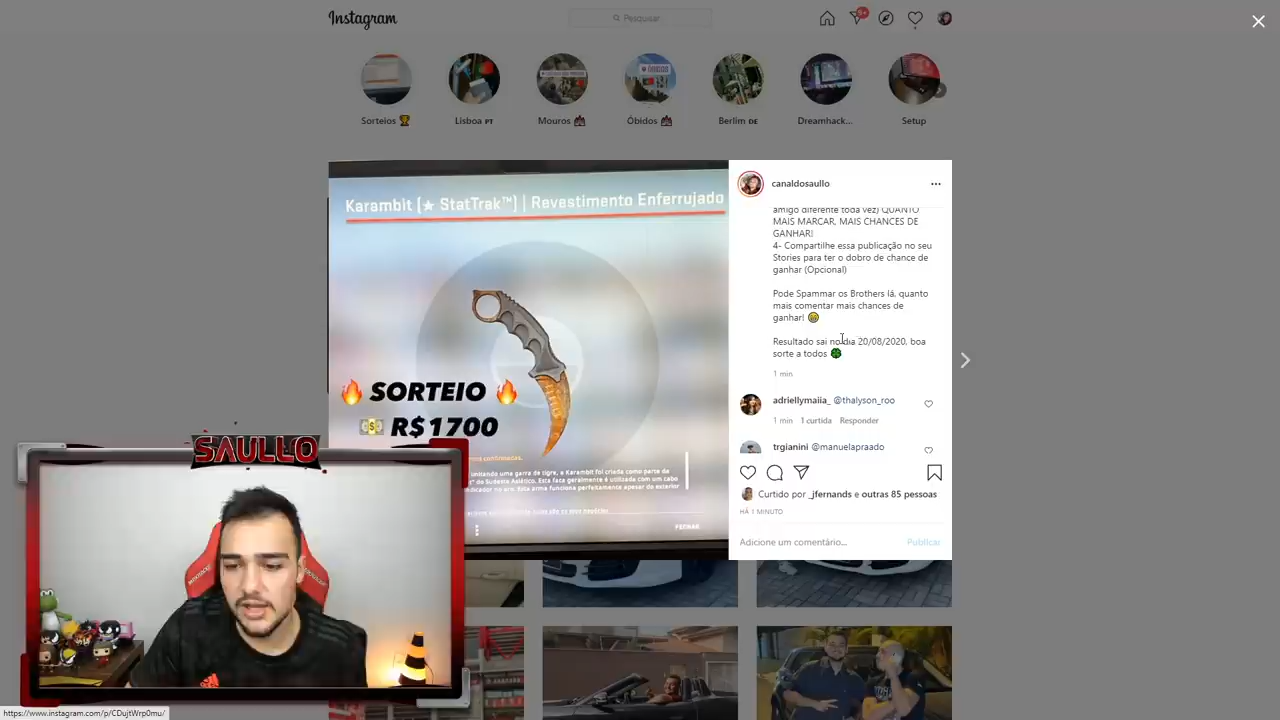 Instagram
Pesquisar
5+
Sorteios
Lisboa PT
Mouros
Óbidos
Berlim DE
Dreamhack...
Setup
Karambit (★ StatTrak™) | Revestimento Enferrujado
SORTEIO
R$1700
FECHAR
canaldosaullo
amigo diferente toda vez) QUANTO
MAIS MARCAR, MAIS CHANCES DE
GANHAR!
4- Compartilhe essa publicação no seu
Stories para ter o dobro de chance de
ganhar (Opcional)
Pode Spammar os Brothers lá, quanto
mais comentar mais chances de
ganhar!
Resultado sai no dia 20/08/2020, boa
sorte a todos
1 min
adriellymaiia_ @thalyson_roo
1 min 1 curtida Responder
trgianini @manuelapraado
Curtido por _jfernands e outras 85 pessoas
HÁ 1 MINUTO
Adicione um comentário...
Publicar
SAULLO
https://www.instagram.com/p/CDujtWrp0mu/